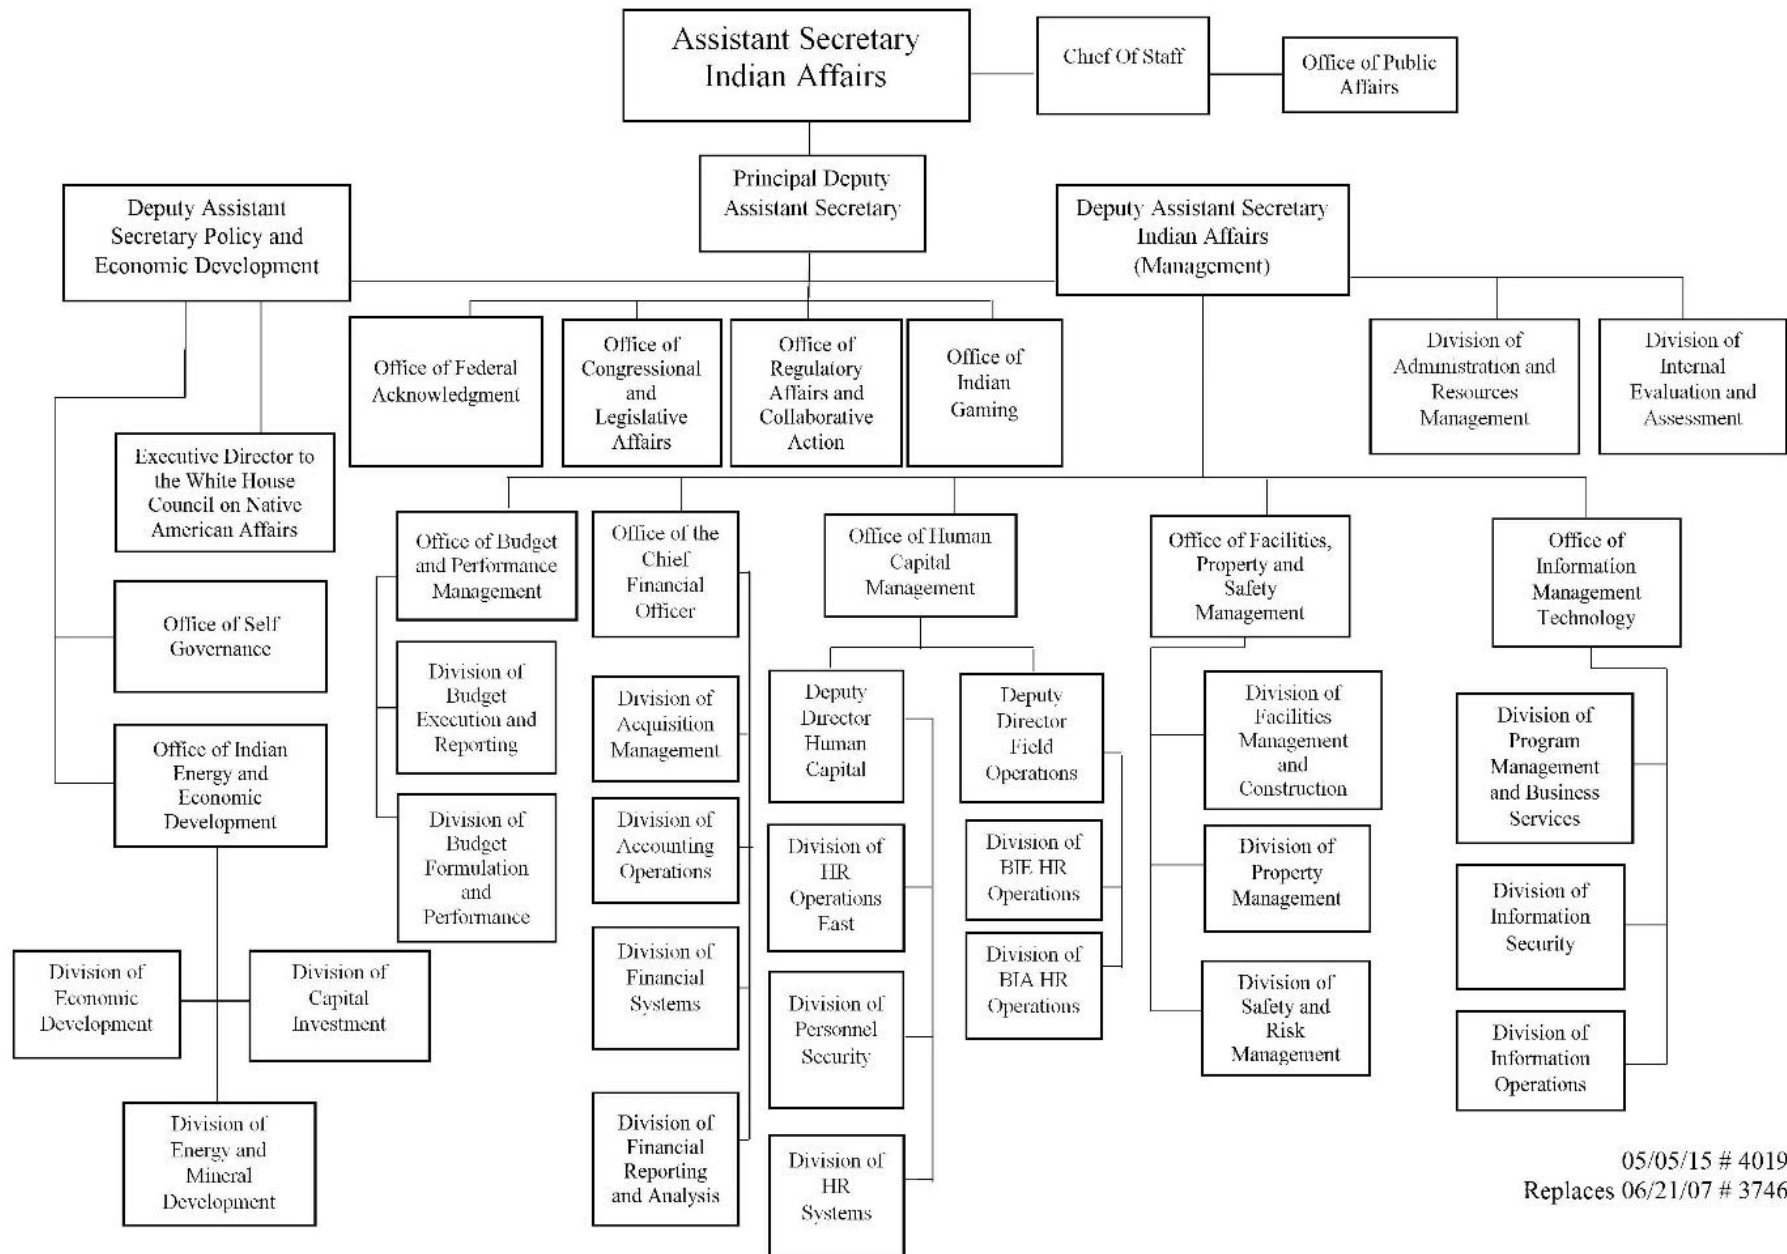 Assistant Secretary
Indian Affairs
Chief Of Staff
Office of Public
Affairs
Principal Deputy
Assistant Secretary
Deputy Assistant
Secretary Policy and
Economic Development
Deputy Assistant Secretary
Indian Affairs
(Management)
Office of Federal
Acknowledgment
Office of
Congressional
and
Legislative
Affairs
Office of
Regulatory
Affairs and
Collaborative
Action
Office of
Indian
Gaming
Division of
Administration and
Resources
Management
Division of
Internal
Evaluation and
Assessment
Executive Director to
the White House
Council on Native
American Affairs
Office of Self
Governance
Office of Indian
Energy and
Economic
Development
Division of
Economic
Development
Division of
Capital
Investment
Division of
Energy and
Mineral
Development
Office of Budget
and Performance
Management
Division of
Budget
Execution and
Reporting
Division of
Budget
Formulation
and
Performance
Office of the
Chief
Financial
Officer
Division of
Acquisition
Management
Division of
Accounting
Operations
Division of
Financial
Systems
Division of
Financial
Reporting
and Analysis
Office of Human
Capital
Management
Deputy
Director
Human
Capital
Division of
HR
Operations
East
Division of
Personnel
Security
Division of
HR
Systems
Deputy
Director
Field
Operations
Division of
BIE HR
Operations
Division of
BIA HR
Operations
Office of Facilities,
Property and
Safety
Management
Division of
Facilities
Management
and
Construction
Division of
Property
Management
Division of
Safety and
Risk
Management
Office of
Information
Management
Technology
Division of
Program
Management
and Business
Services
Division of
Information
Security
Division of
Information
Operations
05/05/15 # 4019
Replaces 06/21/07 # 3746